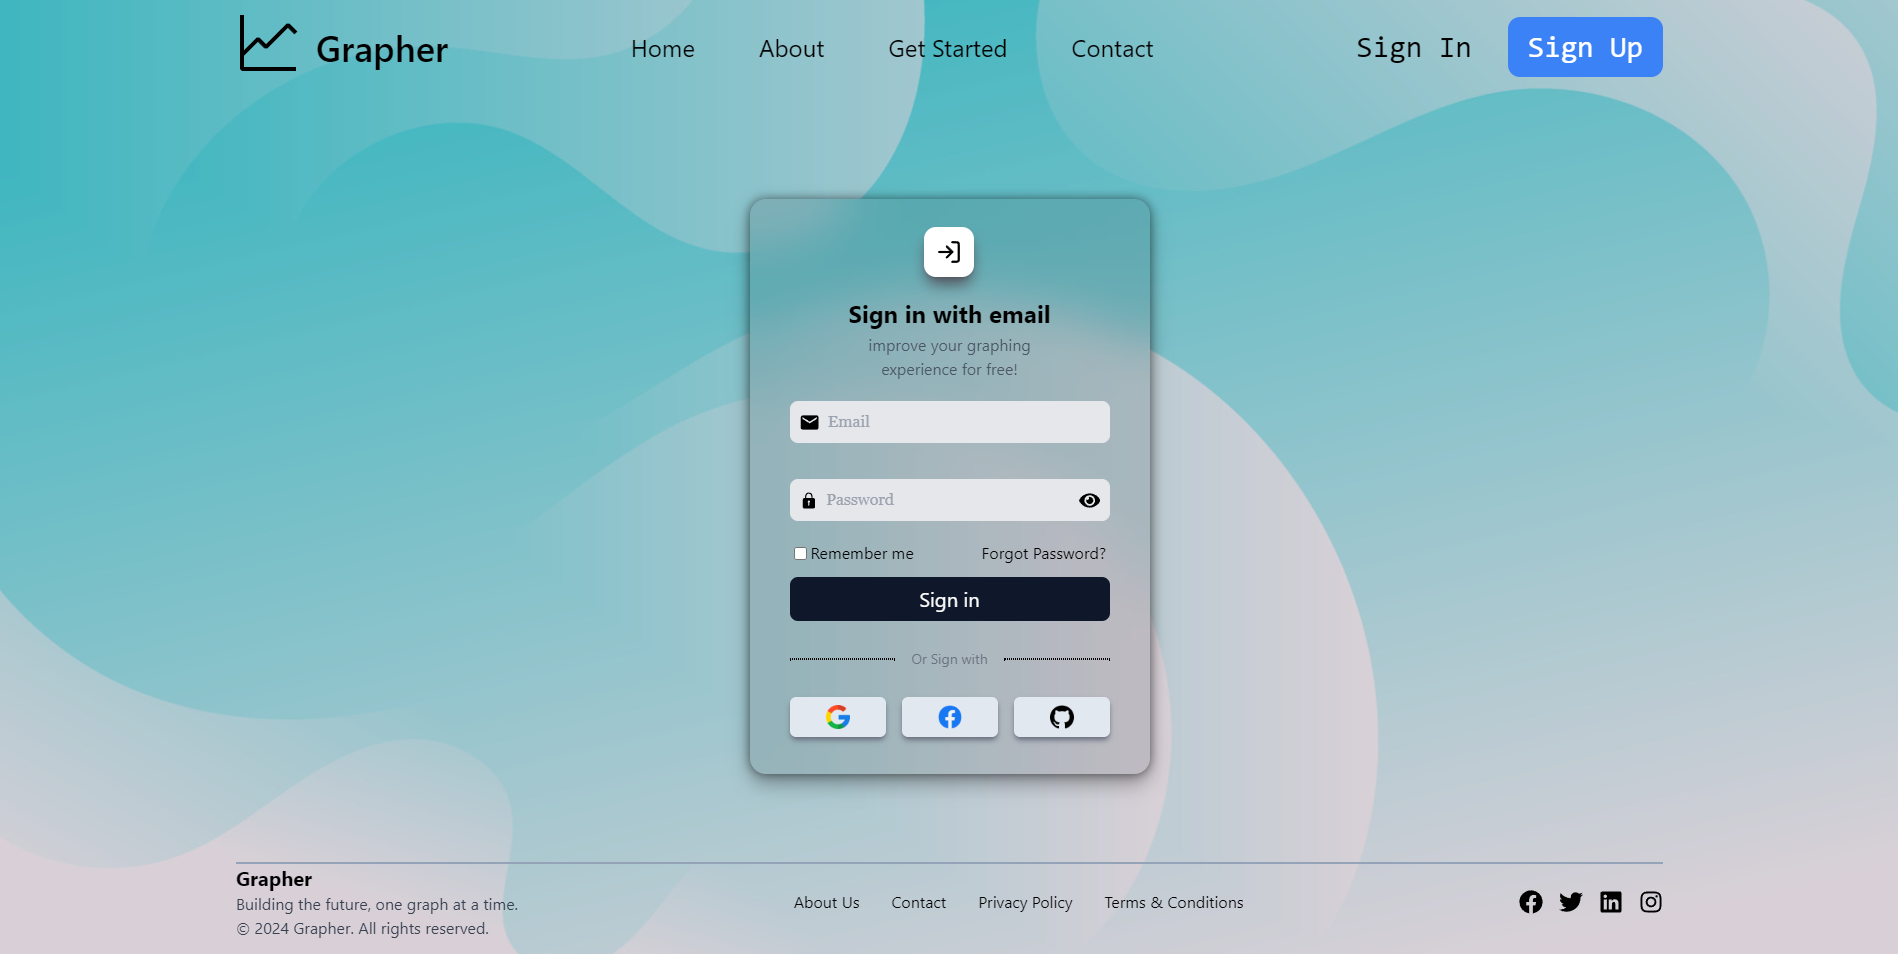 Grapher
Home
About
Get Started
Contact
Sign In
Sign Up
Sign in with email
improve your graphing
experience for free!
Email
Password
Remember me
Forgot Password?
Sign in
Or Sign with
Grapher
Building the future, one graph at a time.
© 2024 Grapher. All rights reserved.
About Us
Contact
Privacy Policy
Terms & Conditions